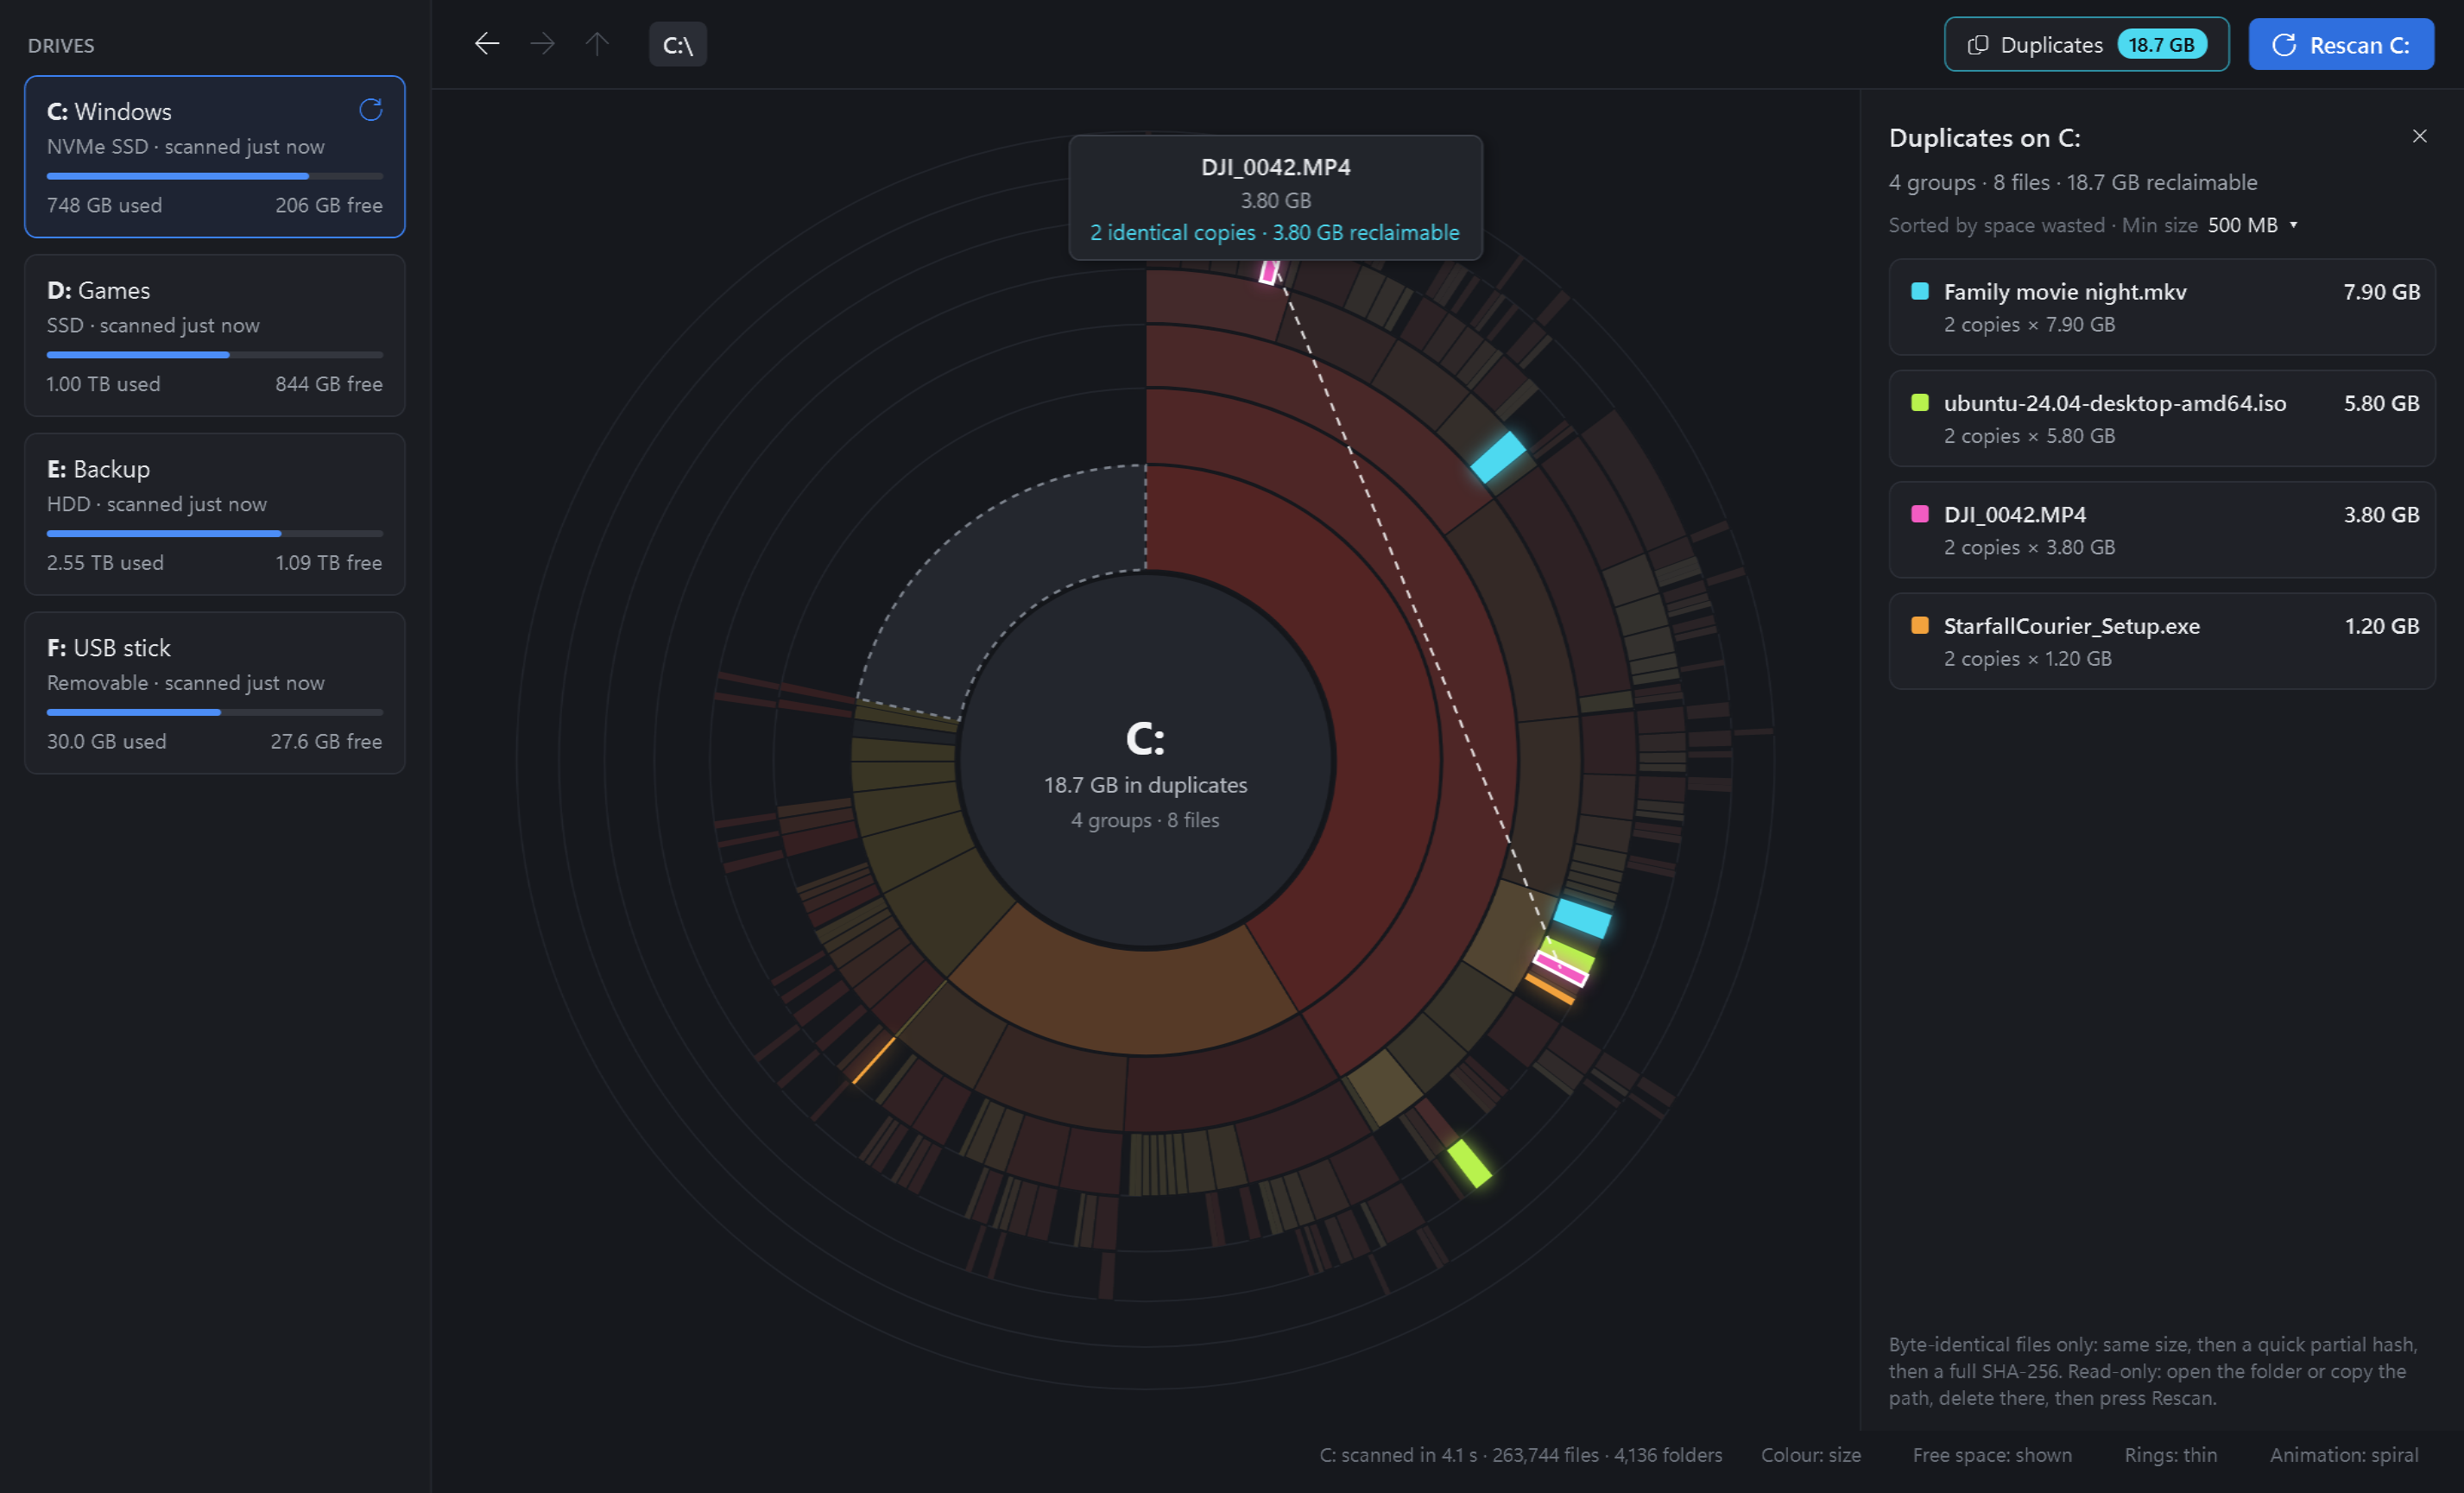 DRIVES
C: Windows
NVMe SSD · scanned just now
748 GB used 206 GB free
D: Games
SSD · scanned just now
1.00 TB used 844 GB free
E: Backup
HDD · scanned just now
2.55 TB used 1.09 TB free
F: USB stick
Removable · scanned just now
30.0 GB used 27.6 GB free
C:\
Duplicates 18.7 GB
Rescan C:
DJI_0042.MP4
3.80 GB
2 identical copies · 3.80 GB reclaimable
C:
18.7 GB in duplicates
4 groups · 8 files
Duplicates on C:
4 groups · 8 files · 18.7 GB reclaimable
Sorted by space wasted · Min size 500 MB
Family movie night.mkv 7.90 GB
2 copies × 7.90 GB
ubuntu-24.04-desktop-amd64.iso 5.80 GB
2 copies × 5.80 GB
DJI_0042.MP4 3.80 GB
2 copies × 3.80 GB
StarfallCourier_Setup.exe 1.20 GB
2 copies × 1.20 GB
Byte-identical files only: same size, then a quick partial hash,
then a full SHA-256. Read-only: open the folder or copy the
path, delete there, then press Rescan.
C: scanned in 4.1 s · 263,744 files · 4,136 folders Colour: size Free space: shown Rings: thin Animation: spiral